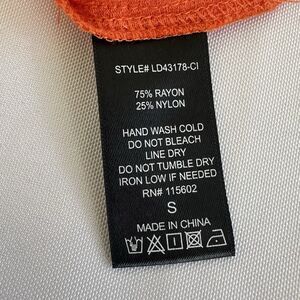 STYLE# LD43178-CI
75% RAYON
25% NYLON
HAND WASH COLD
DO NOT BLEACH
LINE DRY
DO NOT TUMBLE DRY
IRON LOW IF NEEDED
RN# 115602
S
MADE IN CHINA